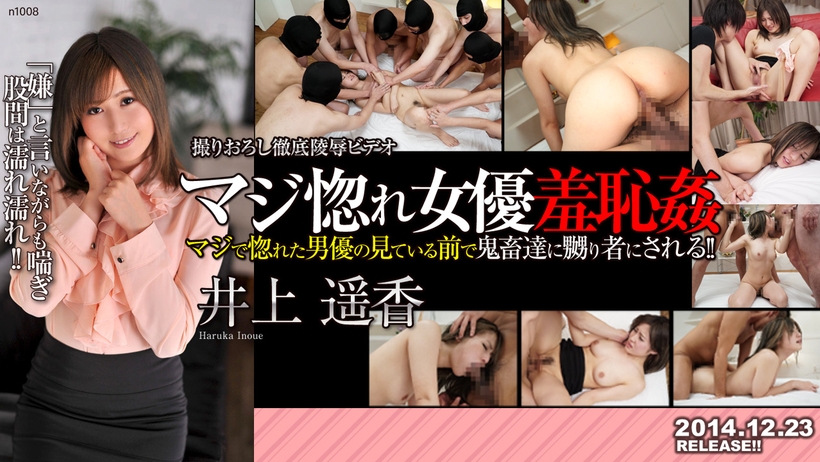 n1008
「嫌」と言いながらも喘ぎ
股間は濡れ濡れ!!
撮りおろし徹底陵辱ビデオ
マジ惚れ女優羞恥姦
マジで惚れた男優の見ている前で鬼畜達に嬲り者にされる!!
井上 遥香
Haruka Inoue
2014.12.23
RELEASE!!